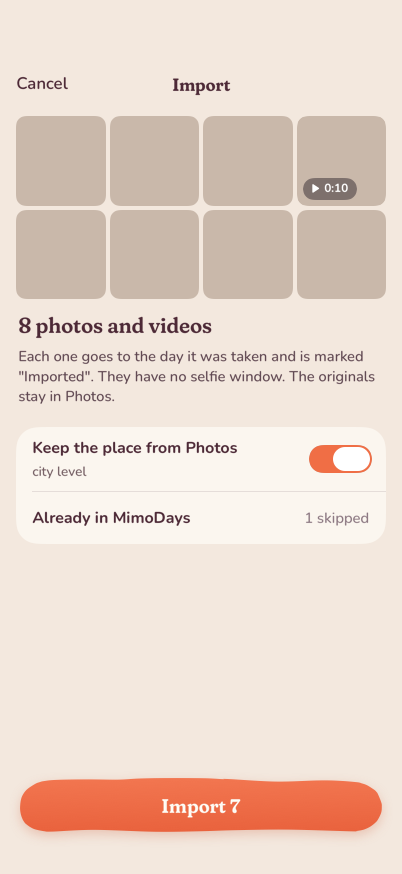 Cancel
Import
0:10
8 photos and videos
Each one goes to the day it was taken and is marked
"Imported". They have no selfie window. The originals
stay in Photos.
Keep the place from Photos
city level
Already in MimoDays
1 skipped
Import 7